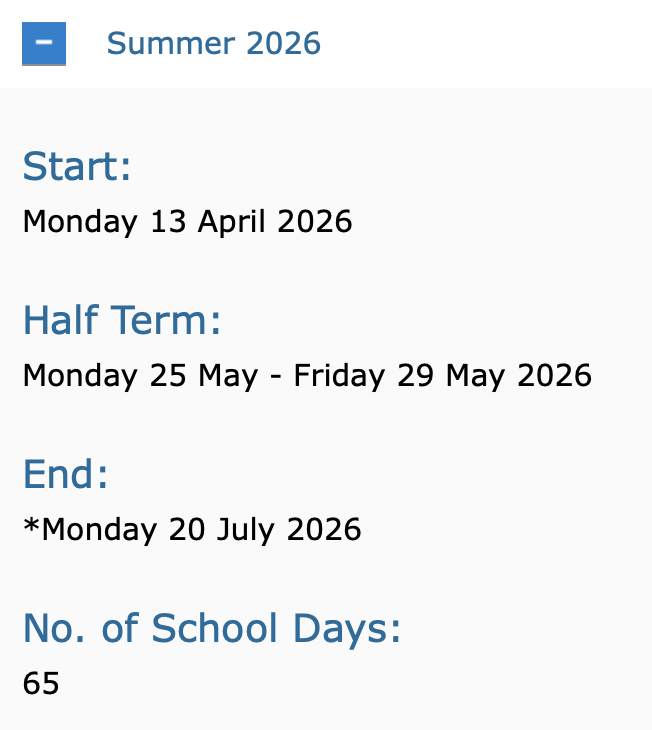 Summer 2026
Start:
Monday 13 April 2026
Half Term:
Monday 25 May - Friday 29 May 2026
End:
*Monday 20 July 2026
No. of School Days:
65